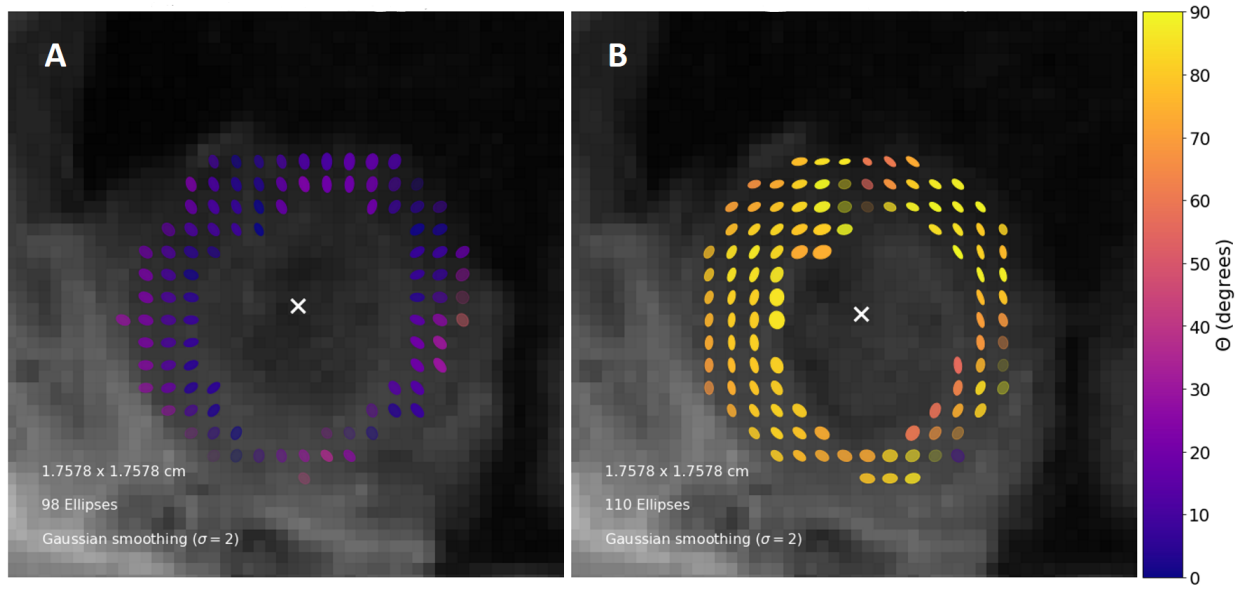 A
B
90
80
70
60
50
40
30
20
10
0
Θ (degrees)
1.7578 x 1.7578 cm
98 Ellipses
Gaussian smoothing (σ = 2)
1.7578 x 1.7578 cm
110 Ellipses
Gaussian smoothing (σ = 2)